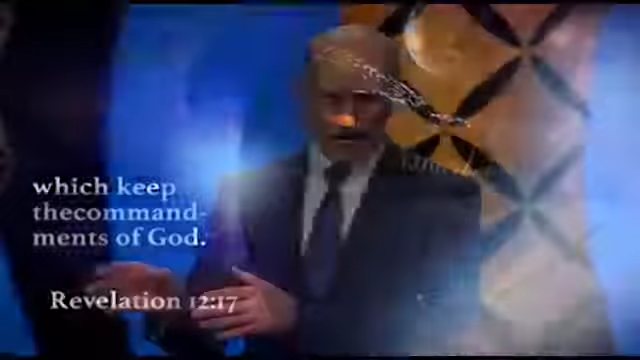 which keep
thecommand-
ments of God.
Revelation 12:17